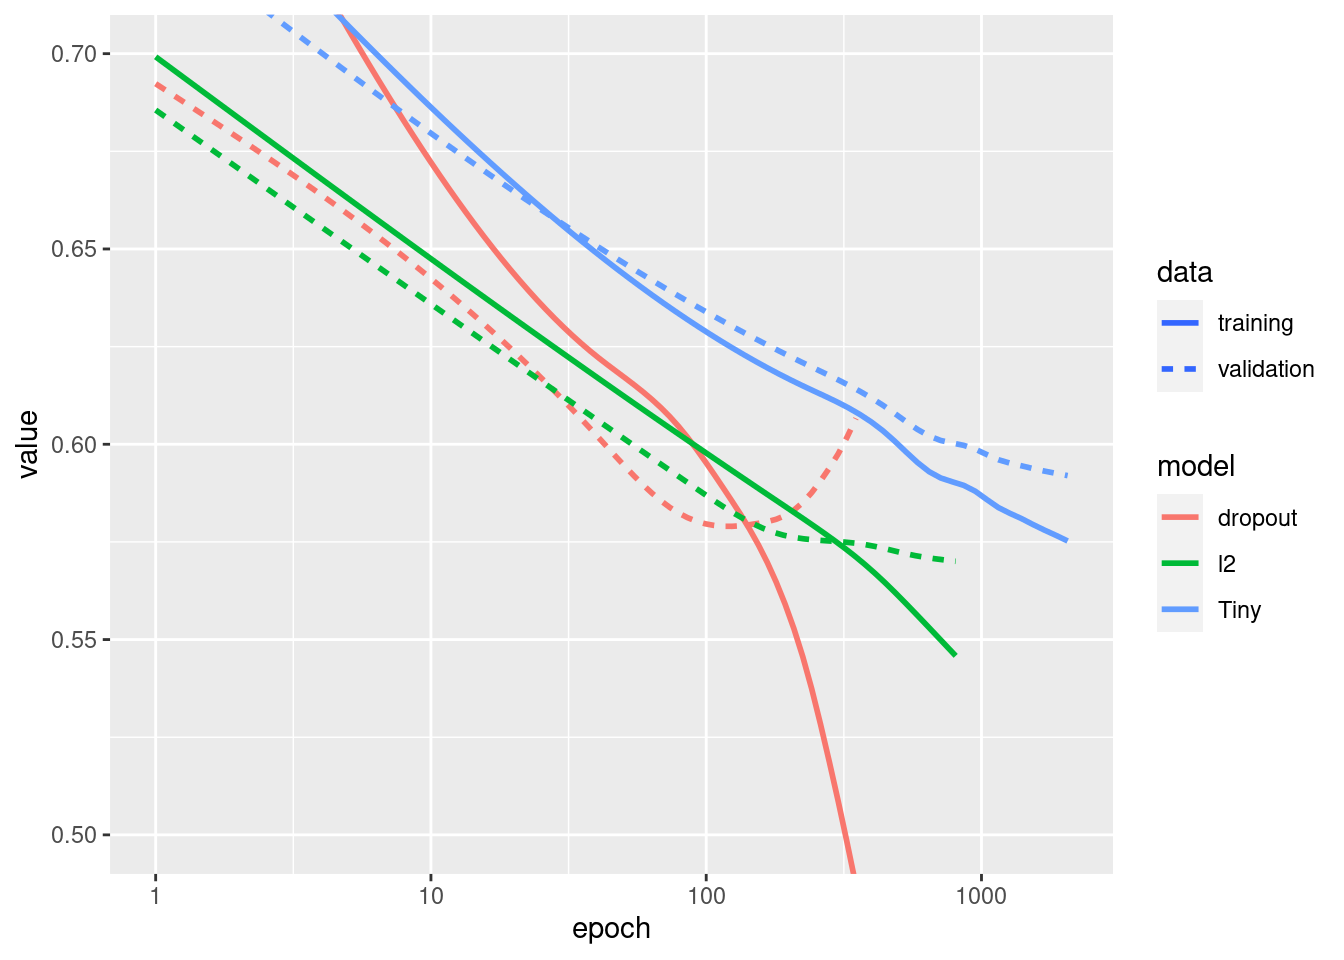 0.70
0.65
0.60
0.55
0.50
value
1
10
100
1000
epoch
data
training
validation
model
dropout
l2
Tiny